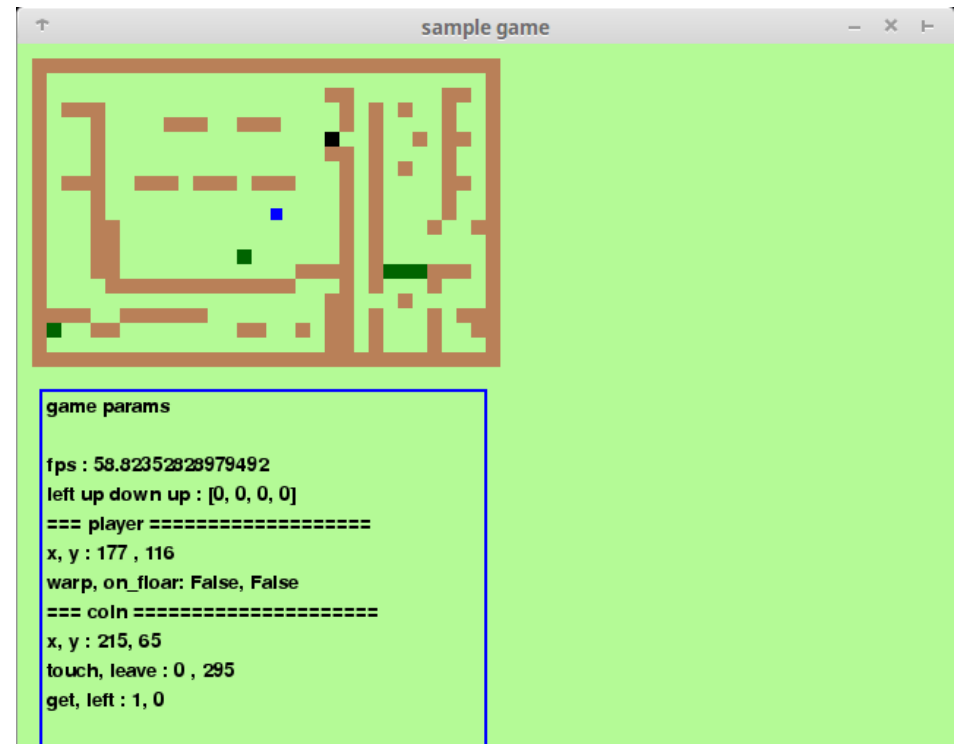 sample game
game params
fps : 58.82352828979492
left up down up : [0, 0, 0, 0]
=== player ===================
x, y : 177 , 116
warp, on_floar: False, False
=== coln =====================
x, y : 215, 65
touch, leave : 0 , 295
get, left : 1, 0